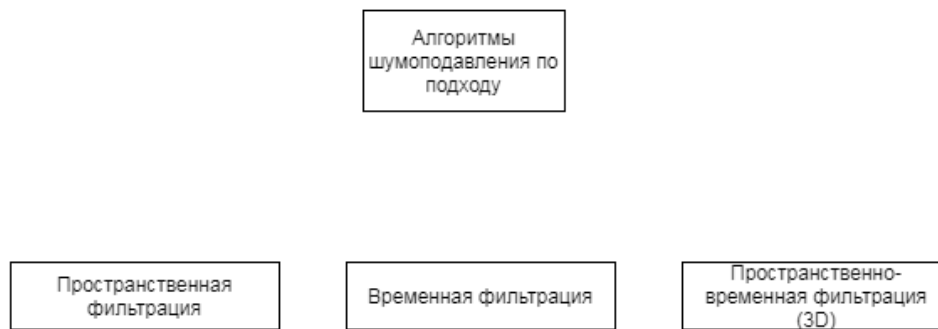 Алгоритмы
шумоподавления по
подходу
Пространственная
фильтрация
Временная фильтрация
Пространственно-
временная фильтрация
(3D)